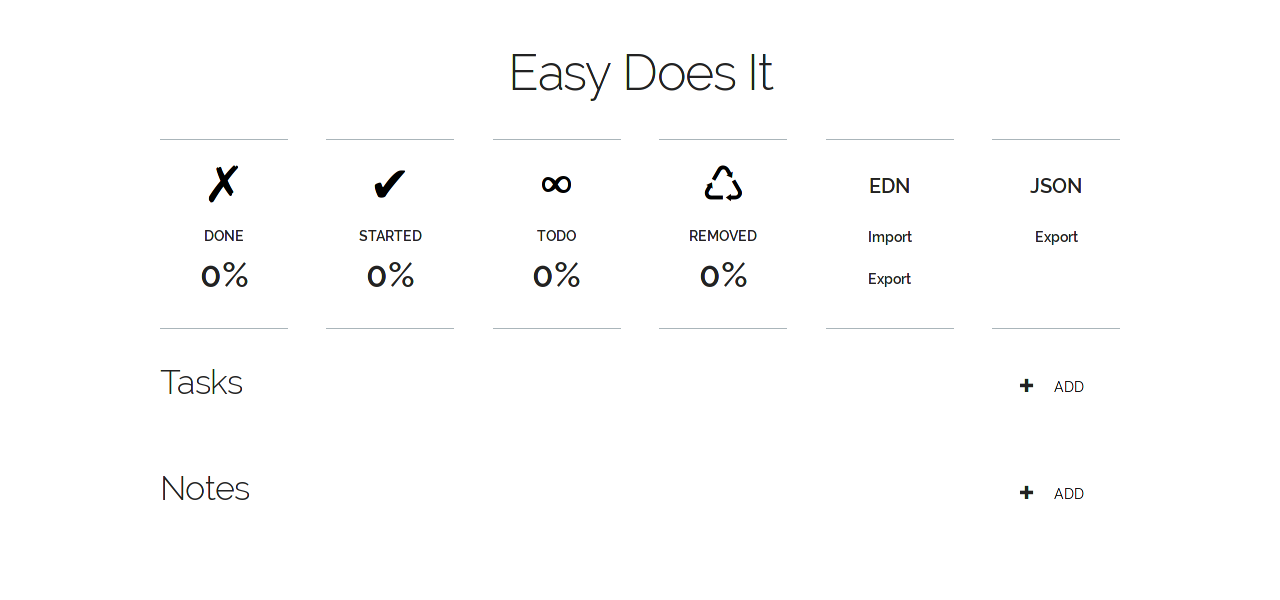 Easy Does It
✗ ✔ ∞ ♺ EDN JSON
DONE STARTED TODO REMOVED Import Export
0% 0% 0% 0% Export
Tasks ✚ ADD
Notes ✚ ADD